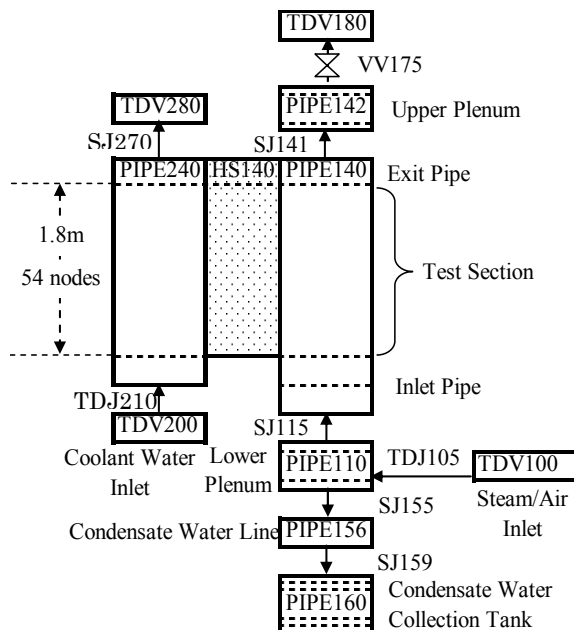 TDV180
VV175
TDV280
PIPE142
Upper Plenum
SJ270
SJ141
PIPE240
HS140
PIPE140
Exit Pipe
1.8m
54 nodes
Test Section
Inlet Pipe
TDJ210
TDV200
SJ115
Coolant Water
Inlet
Lower
Plenum
PIPE110
TDJ105
TDV100
Steam/Air
Inlet
SJ155
Condensate Water Line
PIPE156
SJ159
PIPE160
Condensate Water
Collection Tank